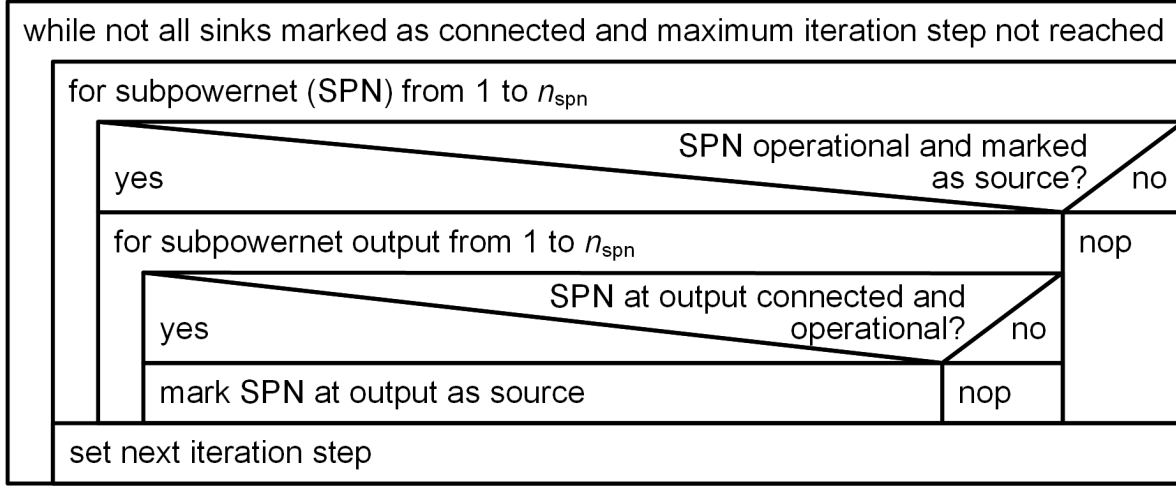 while not all sinks marked as connected and maximum iteration step not reached
for subpowernet (SPN) from 1 to nspn
SPN operational and marked
as source?
yes
no
for subpowernet output from 1 to nspn
nop
SPN at output connected and
operational?
yes
no
mark SPN at output as source
nop
set next iteration step